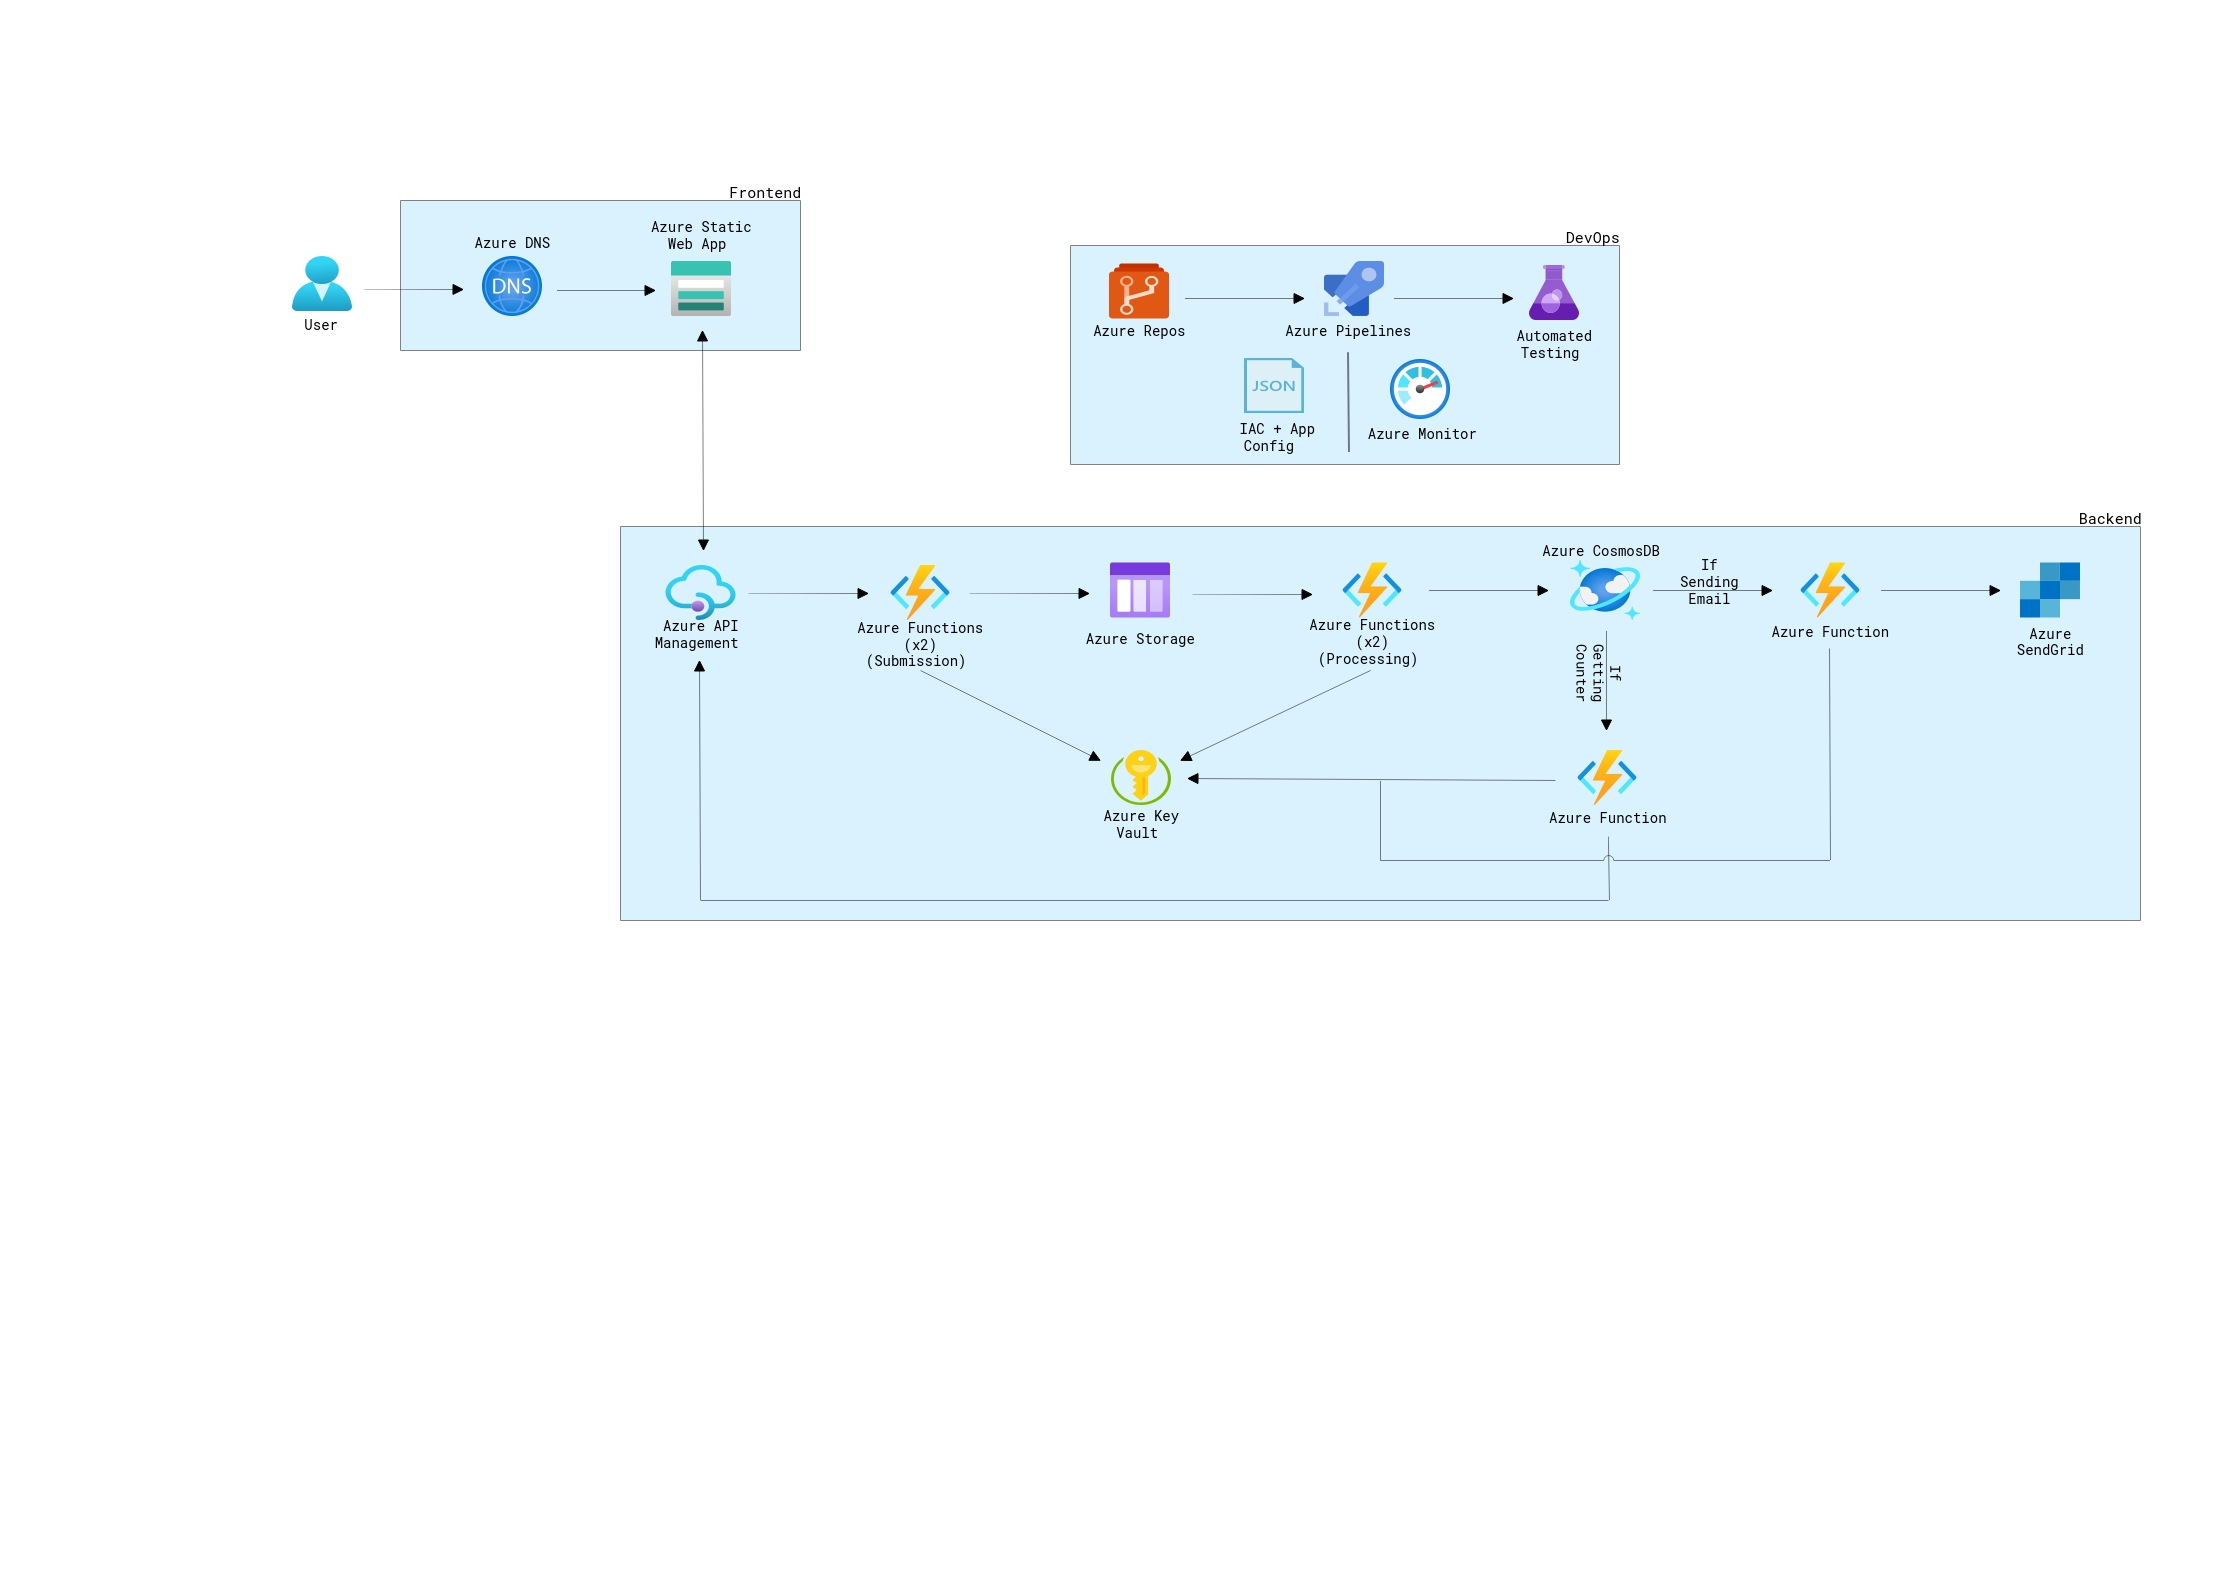 Frontend
Azure Static
Web App
Azure DNS
DNS
User
DevOps
Azure Repos
Azure Pipelines
Automated
Testing
JSON
IAC + App
Config
Azure Monitor
Backend
Azure CosmosDB
If
Sending
Email
Azure API
Management
Azure Functions
(x2)
(Submission)
Azure Storage
Azure Functions
(x2)
(Processing)
Azure Function
Azure
SendGrid
If
Getting
Counter
Azure Key
Vault
Azure Function